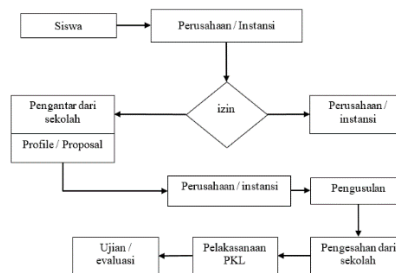 Siswa
Perusahaan / Instansi
izin
Pengantar dari
sekolah
Profile / Proposal
Perusahaan /
instansi
Perusahaan / instansi
Pengusulan
Ujian /
evaluasi
Pelakasanaan
PKL
Pengesahan dari
sekolah